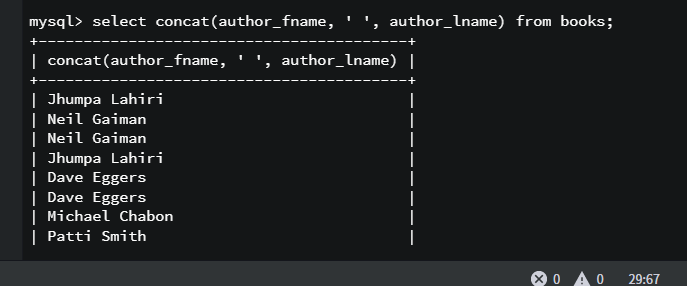 mysql> select concat(author_fname, ' ', author_lname) from books;
+-----------------------------------------+
| concat(author_fname, ' ', author_lname) |
+-----------------------------------------+
| Jhumpa Lahiri                           |
| Neil Gaiman                             |
| Neil Gaiman                             |
| Jhumpa Lahiri                           |
| Dave Eggers                             |
| Dave Eggers                             |
| Michael Chabon                          |
| Patti Smith                             |
0 0 29:67